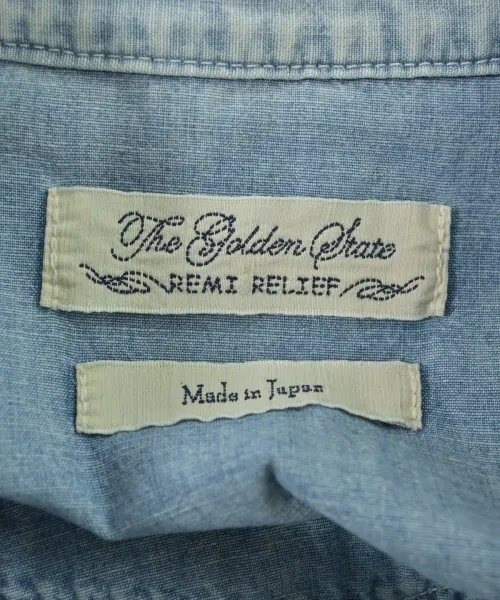 The Golden State
REMI RELIEF
Made in Japan